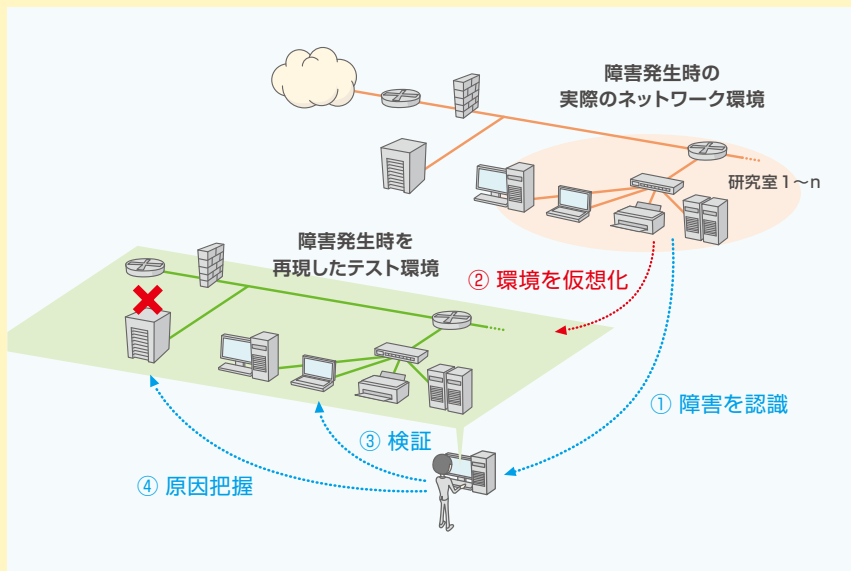 障害発生時の
実際のネットワーク環境
研究室1〜n
障害発生時を
再現したテスト環境
② 環境を仮想化
① 障害を認識
③ 検証
④ 原因把握